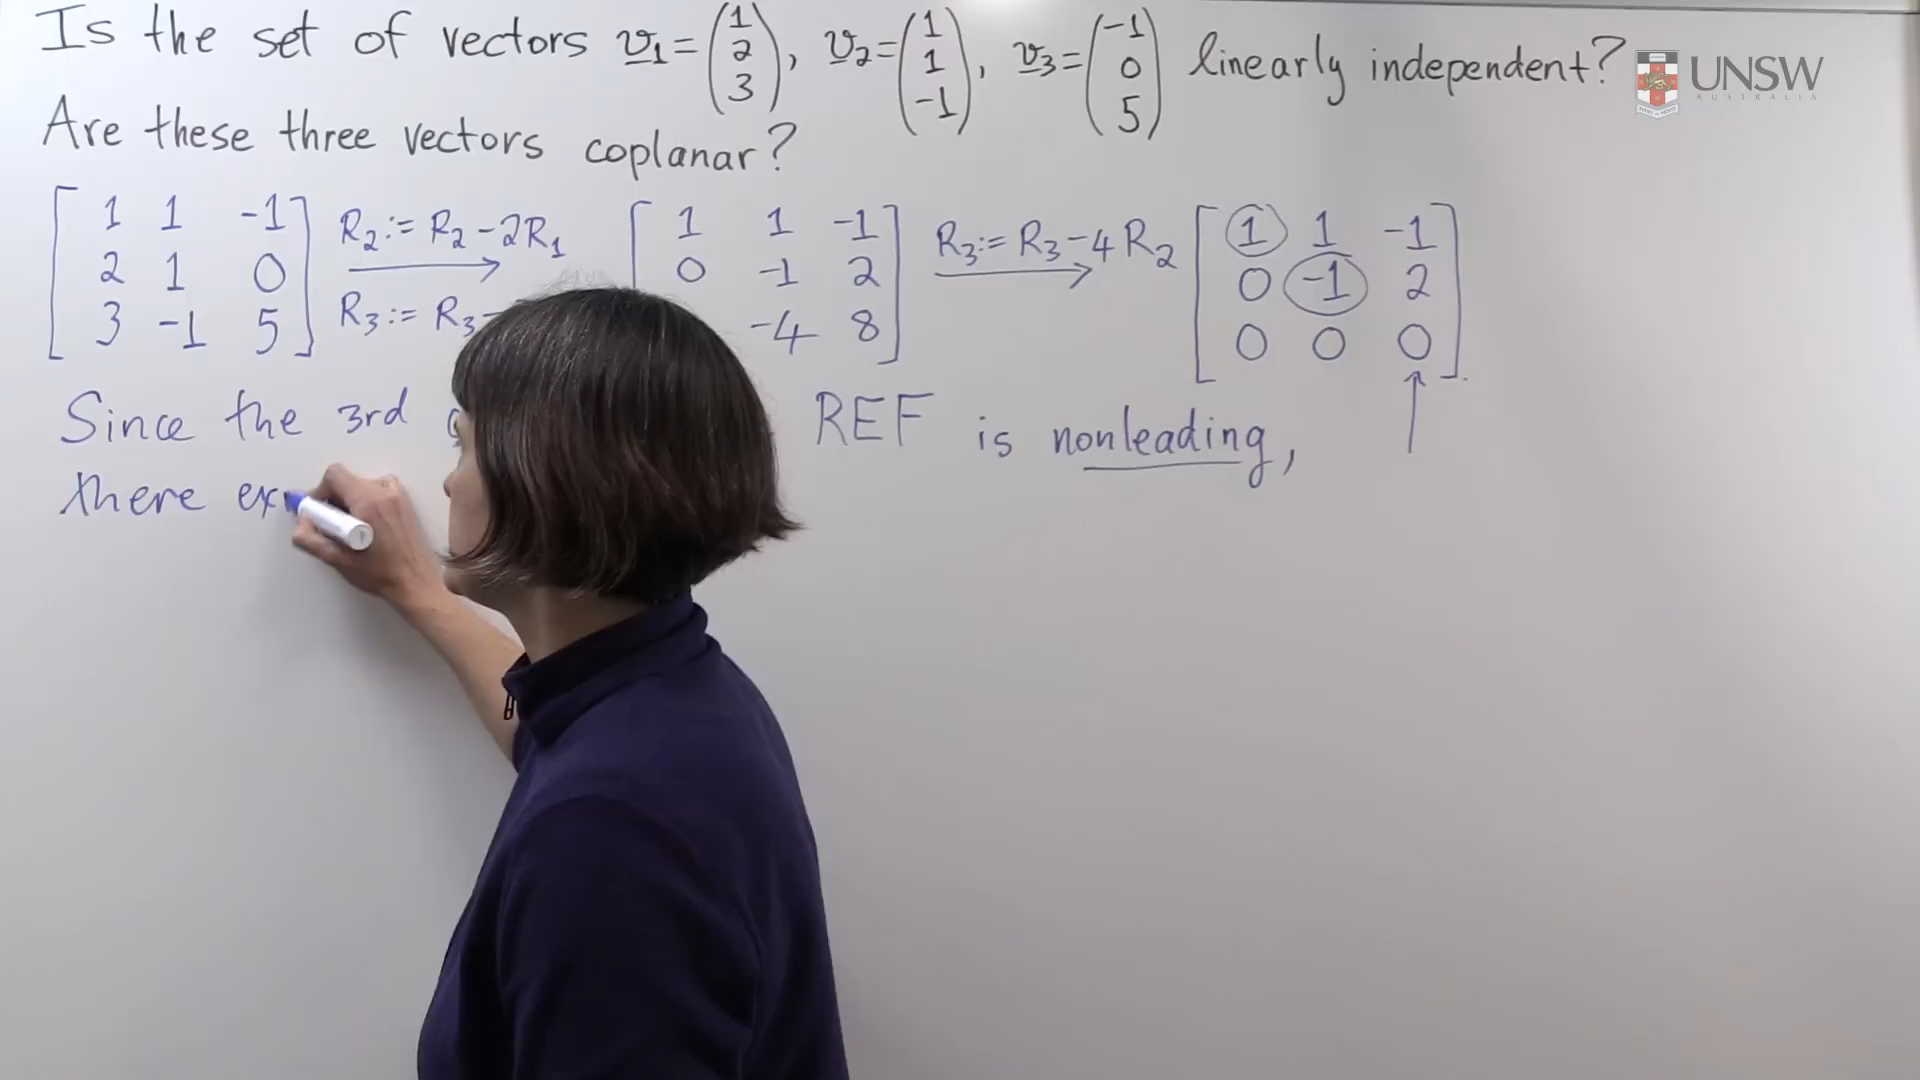 Is the set of vectors v1 = (1 2 3), v2 = (1 1 -1), v3 = (-1 0 5) linearly independent?
UNSW
AUSTRALIA
Are these three vectors coplanar?
[1 1 -1] R2 := R2 - 2R1 [1 1 -1] R3 := R3 - 4R2 [1 1 -1]
[2 1 0] → [0 -1 2] → [0 -1 2]
[3 -1 5] R3 := R3 - [-4 8] [0 0 0]
Since the 3rd REF is nonleading,
there